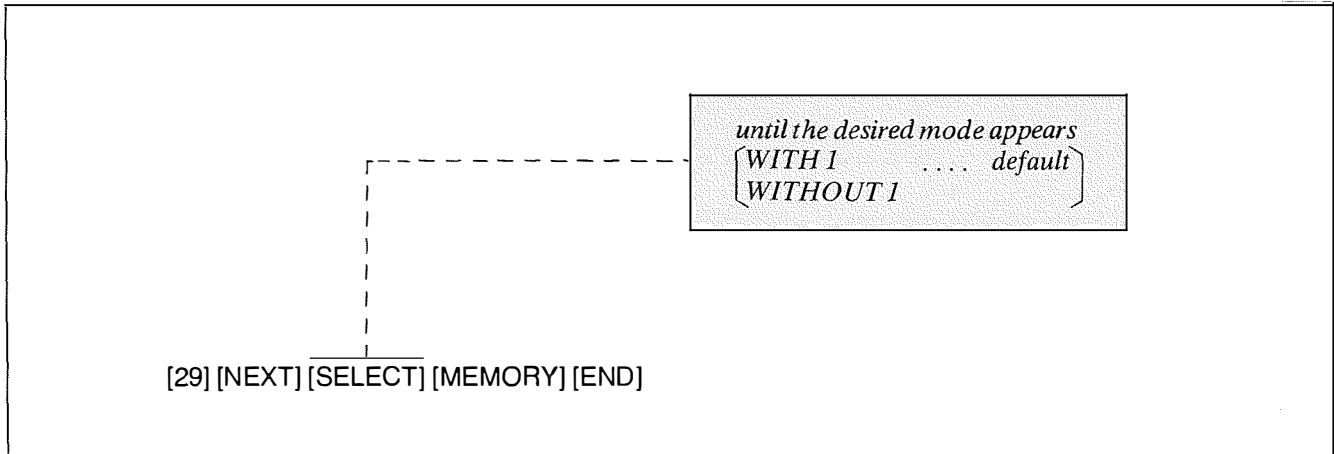 until the desired mode appears
WITH 1 .... default
WITHOUT 1
[29] [NEXT] [SELECT] [MEMORY] [END]